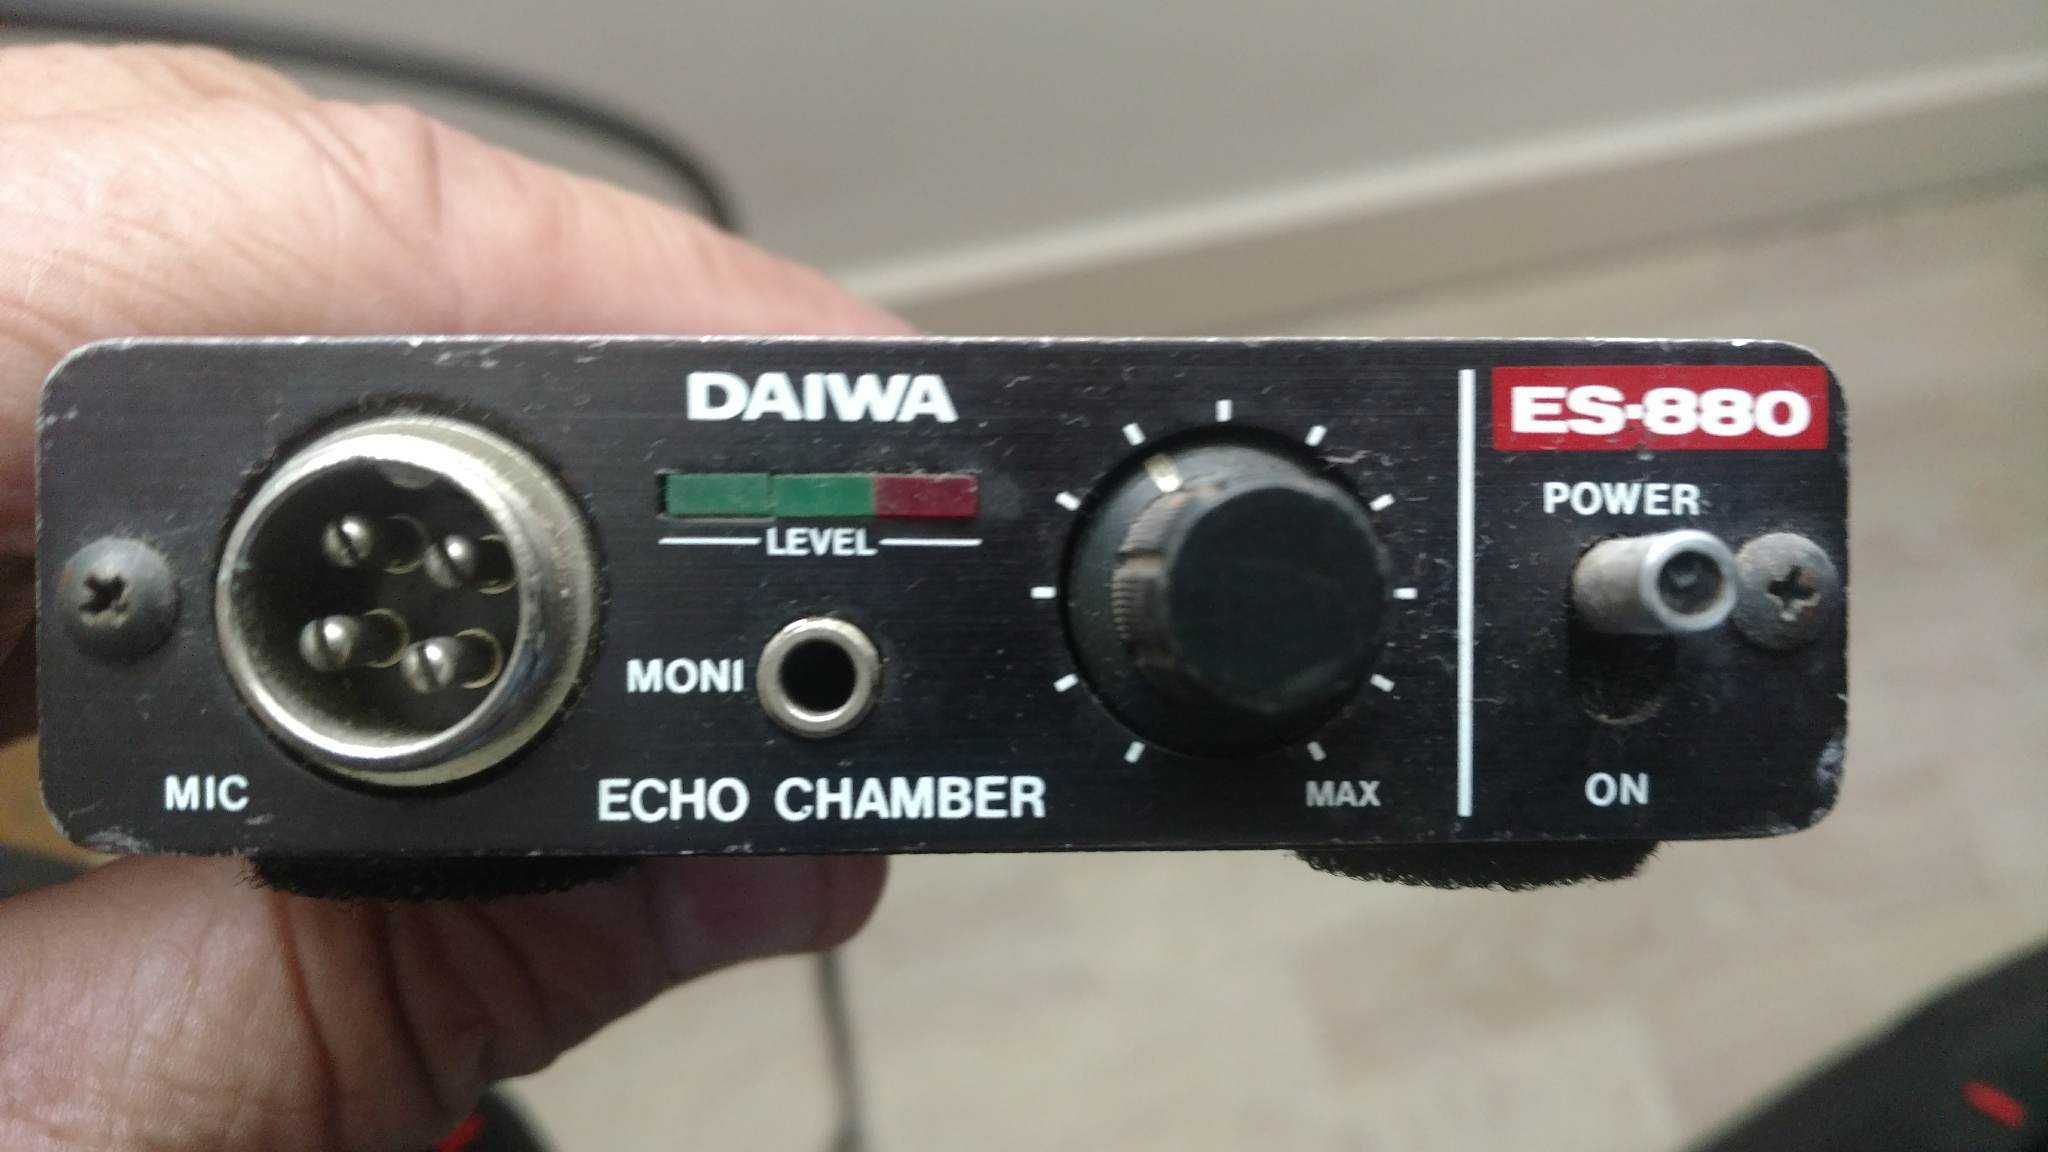 DAIWA
ES-880
LEVEL
POWER
MONI
MIC
ECHO CHAMBER
MAX
ON